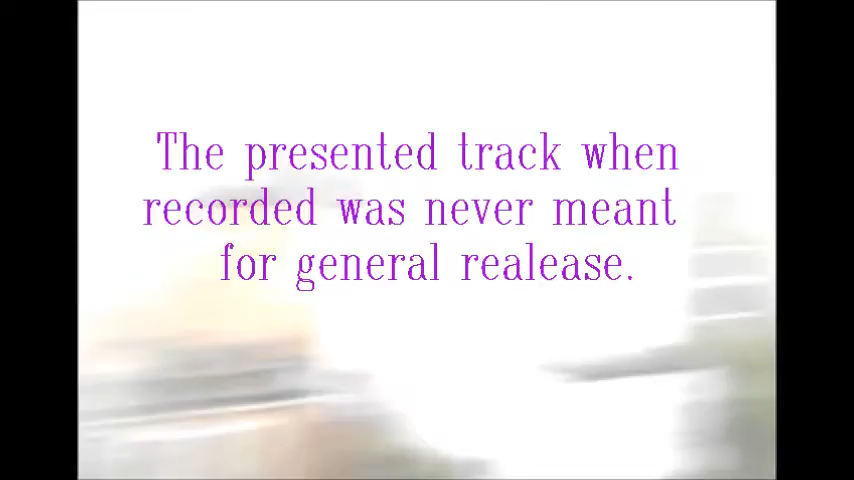 The presented track when
recorded was never meant
for general realease.